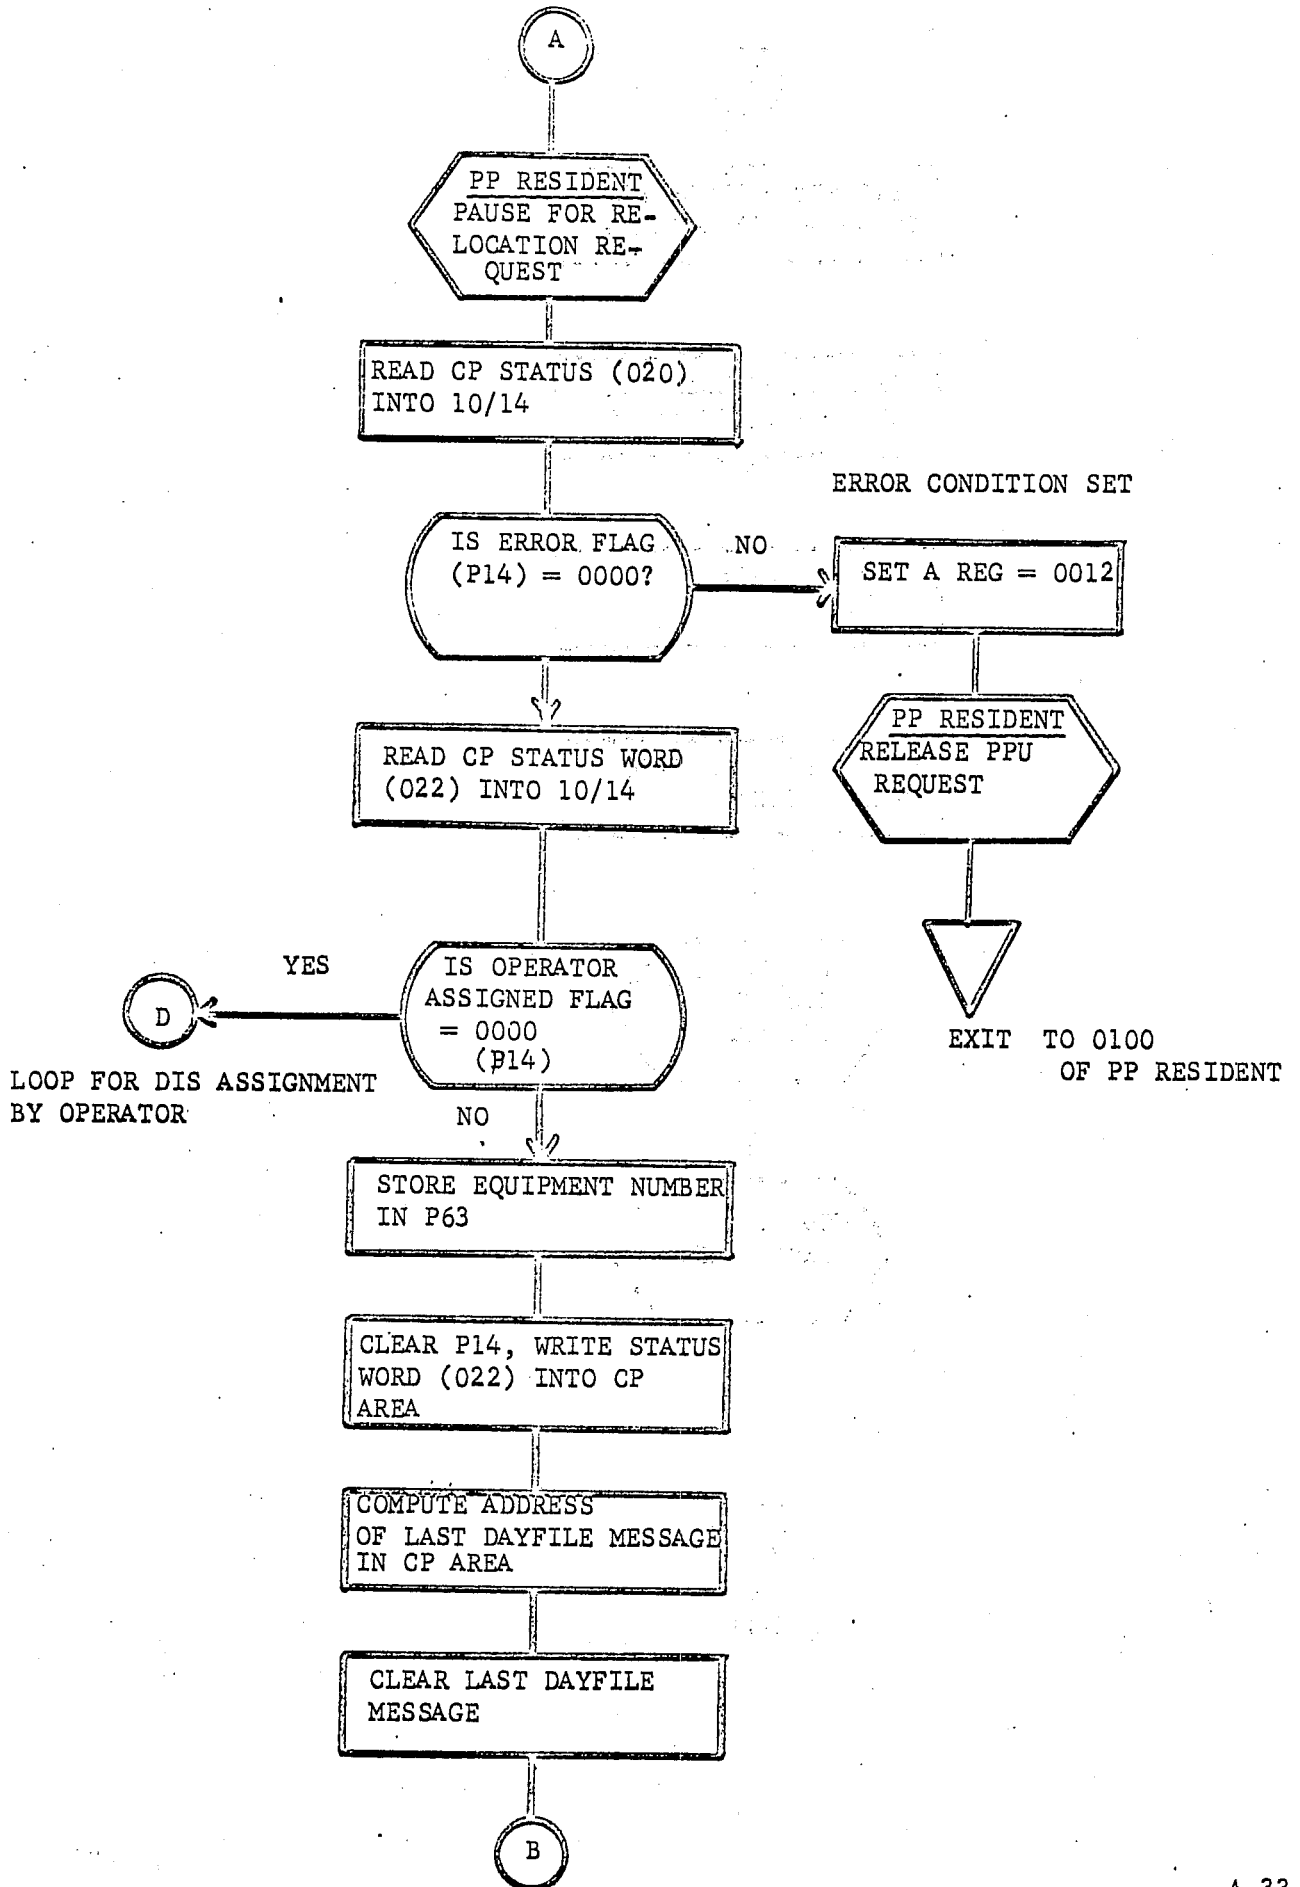 A
PP RESIDENT
PAUSE FOR RE-
LOCATION RE-
QUEST
READ CP STATUS (020)
INTO 10/14
ERROR CONDITION SET
IS ERROR FLAG
(P14) = 0000?
NO
SET A REG = 0012
PP RESIDENT
RELEASE PPU
REQUEST
READ CP STATUS WORD
(022) INTO 10/14
YES
IS OPERATOR
ASSIGNED FLAG
= 0000
(P14)
D
EXIT TO 0100
OF PP RESIDENT
LOOP FOR DIS ASSIGNMENT
BY OPERATOR
NO
STORE EQUIPMENT NUMBER
IN P63
CLEAR P14, WRITE STATUS
WORD (022) INTO CP
AREA
COMPUTE ADDRESS
OF LAST DAYFILE MESSAGE
IN CP AREA
CLEAR LAST DAYFILE
MESSAGE
B